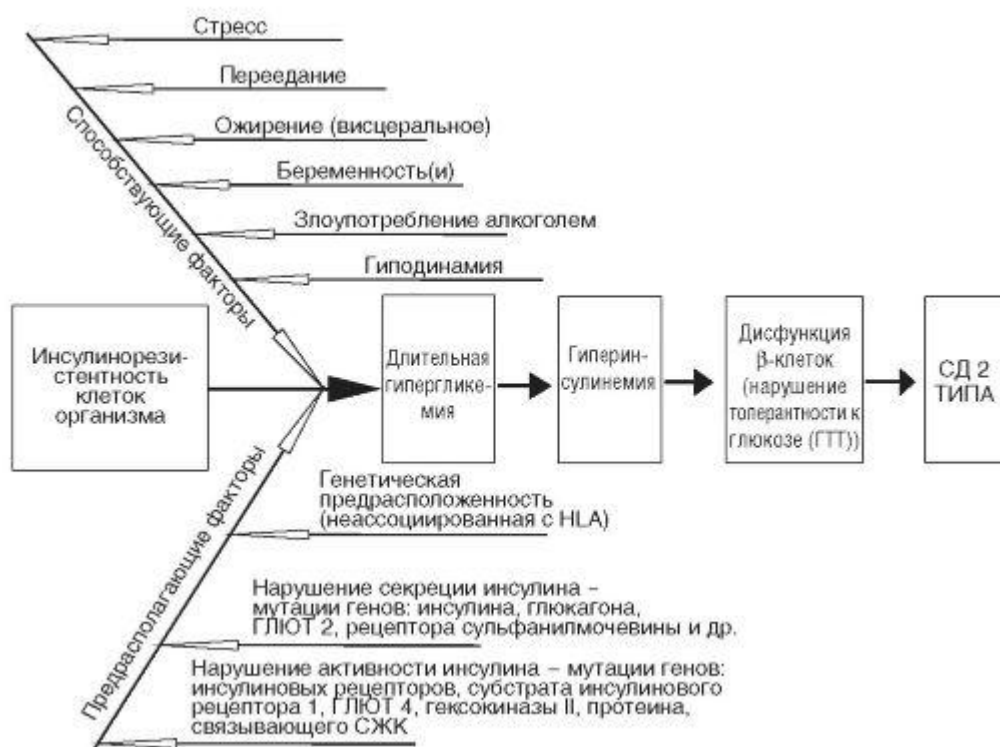 Стресс
Переедание
Ожирение (висцеральное)
Беременность(и)
Злоупотребление алкоголем
Гиподинамия
Способствующие факторы
Инсулинорези-
стентность
клеток
организма
Длительная
гипергликe-
мия
Гиперин-
сулинемия
Дисфункция
β-клеток
(нарушение
толерантности к
глюкозе (ГТТ))
СД 2
ТИПА
Предрасполагающие факторы
Генетическая
предрасположенность
(неассоциированная с HLA)
Нарушение секреции инсулина –
мутации генов: инсулина, глюкагона,
ГЛЮТ 2, рецептора сульфанилмочевины и др.
Нарушение активности инсулина – мутации генов:
инсулиновых рецепторов, субстрата инсулинового
рецептора 1, ГЛЮТ 4, гексокиназы II, протеина,
связывающего СЖК